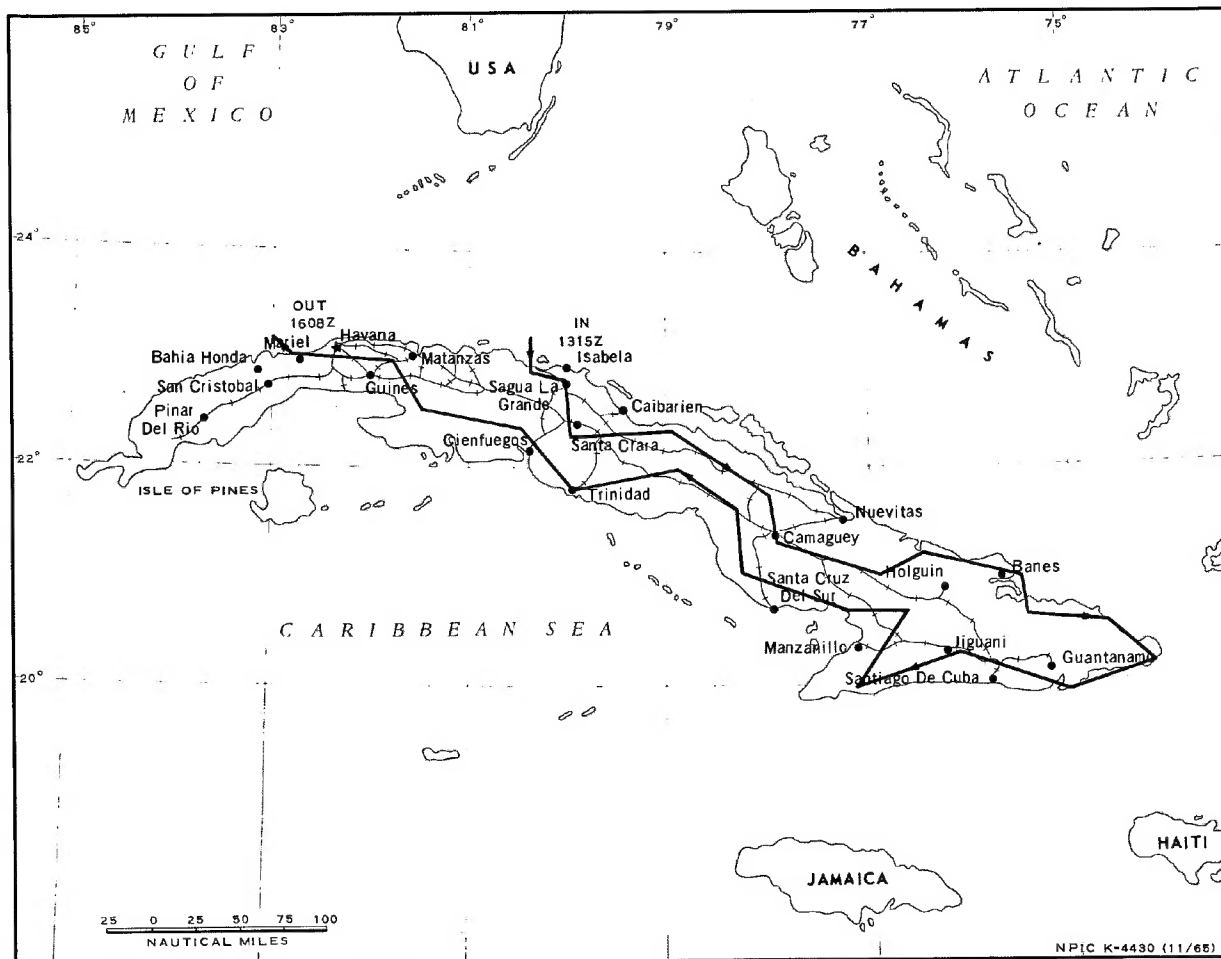 85°
83°
81°
79°
77°
75°
GULF
OF
MEXICO
USA
ATLANTIC
OCEAN
24°
BAHAMAS
OUT
1608Z
Mariel
Havana
IN
1315Z
Isabela
Bahia Honda
Matanzas
San Cristobal
Guines
Sagua La
Grande
Caibarien
Pinar
Del Rio
Cienfuegos
Santa Clara
22°
ISLE OF PINES
Trinidad
Nuevitas
Camaguey
Holguin
Banes
Santa Cruz
Del Sur
CARIBBEAN SEA
Manzanillo
Jiguani
Guantanamo
Santiago De Cuba
20°
JAMAICA
HAITI
25 0 25 50 75 100
NAUTICAL MILES
NPIC K-4430 (11/65)